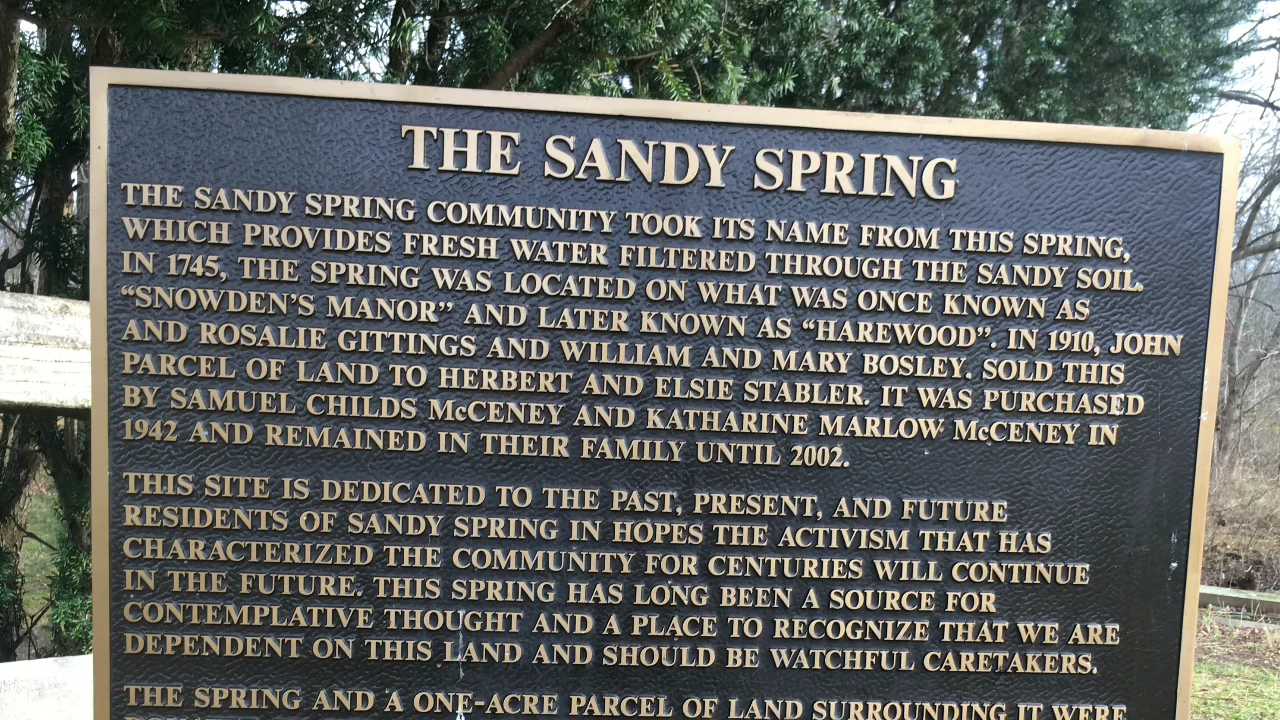 THE SANDY SPRING
THE SANDY SPRING COMMUNITY TOOK ITS NAME FROM THIS SPRING,
WHICH PROVIDES FRESH WATER FILTERED THROUGH THE SANDY SOIL.
IN 1745, THE SPRING WAS LOCATED ON WHAT WAS ONCE KNOWN AS
“SNOWDEN’S MANOR” AND LATER KNOWN AS “HAREWOOD”. IN 1910, JOHN
AND ROSALIE GITTINGS AND WILLIAM AND MARY BOSLEY. SOLD THIS
PARCEL OF LAND TO HERBERT AND ELSIE STABLER. IT WAS PURCHASED
BY SAMUEL CHILDS McCENEY AND KATHARINE MARLOW McCENEY IN
1942 AND REMAINED IN THEIR FAMILY UNTIL 2002.
THIS SITE IS DEDICATED TO THE PAST, PRESENT, AND FUTURE
RESIDENTS OF SANDY SPRING IN HOPES THE ACTIVISM THAT HAS
CHARACTERIZED THE COMMUNITY FOR CENTURIES WILL CONTINUE
IN THE FUTURE. THIS SPRING HAS LONG BEEN A SOURCE FOR
CONTEMPLATIVE THOUGHT AND A PLACE TO RECOGNIZE THAT WE ARE
DEPENDENT ON THIS LAND AND SHOULD BE WATCHFUL CARETAKERS.
THE SPRING AND A ONE-ACRE PARCEL OF LAND SURROUNDING IT WERE